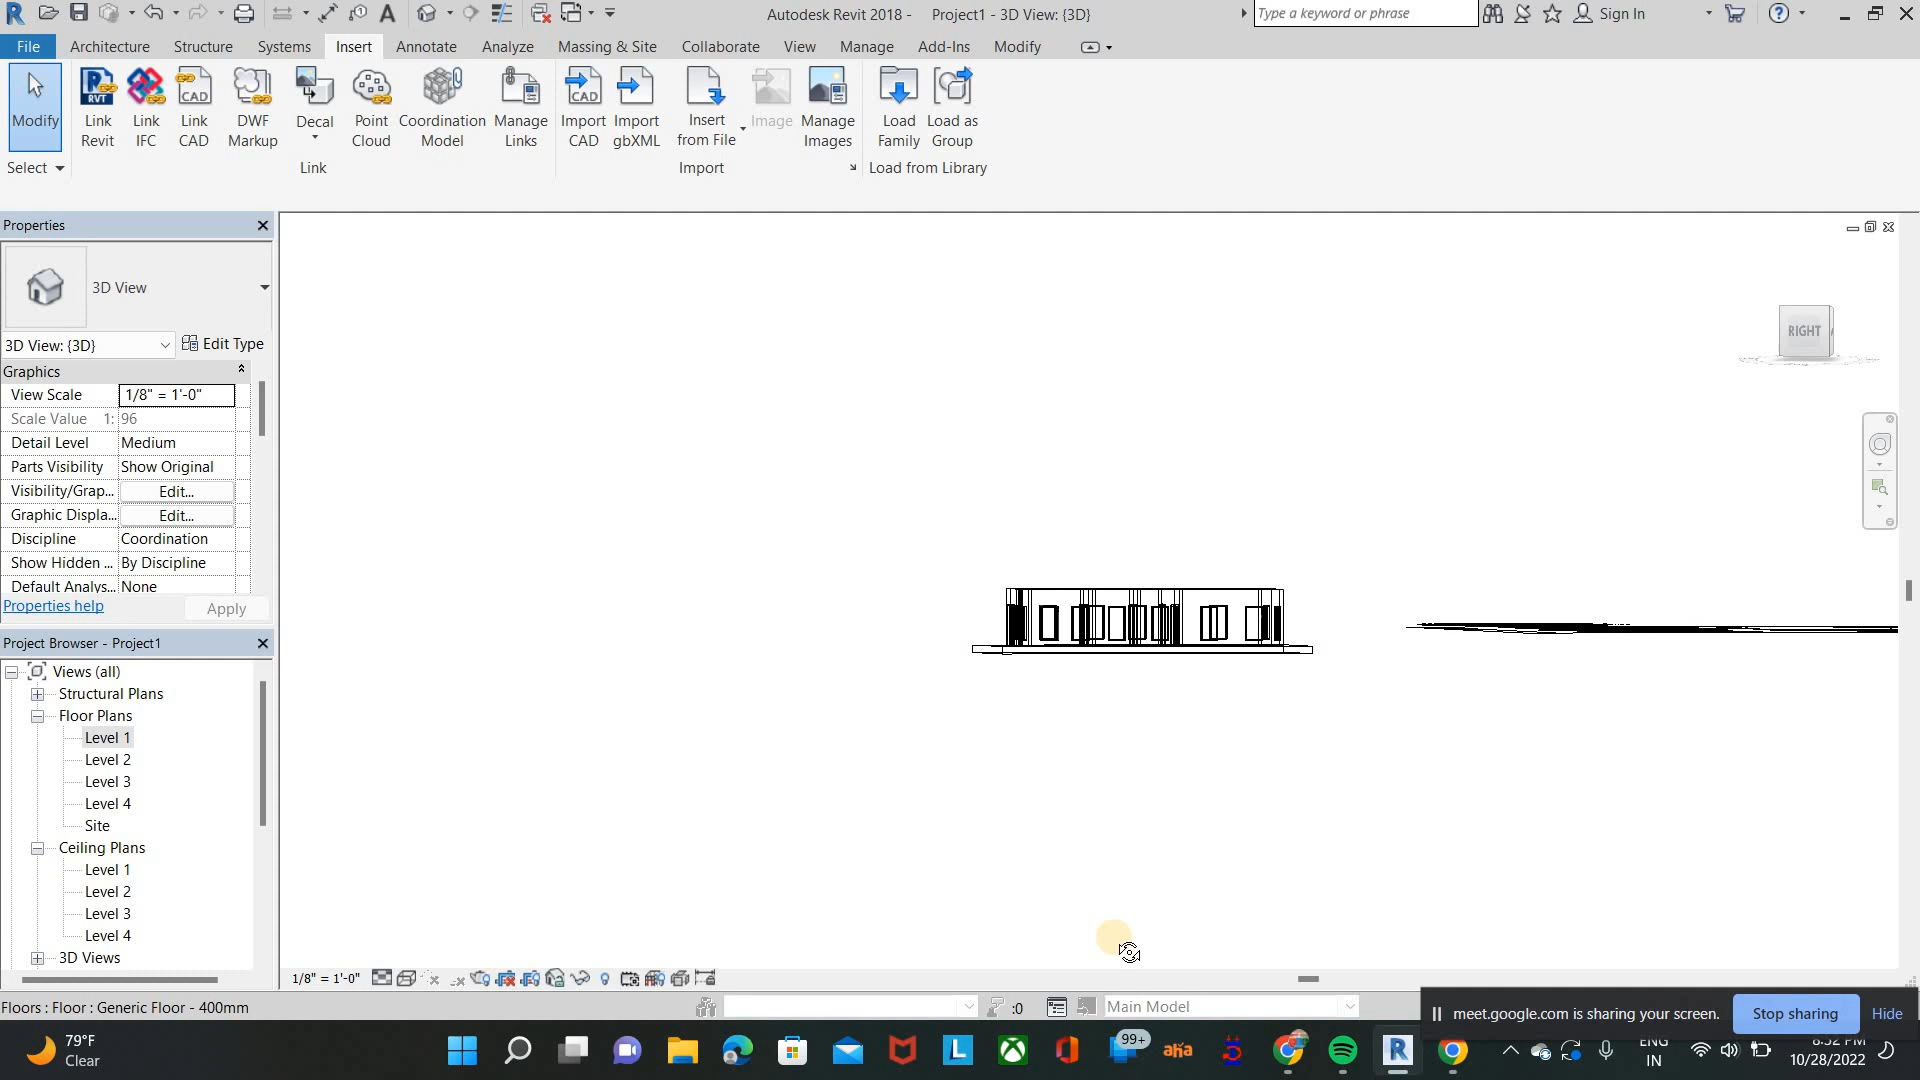 Autodesk Revit 2018 - Project1 - 3D View: {3D}
Type a keyword or phrase
Sign In
File Architecture Structure Systems Insert Annotate Analyze Massing & Site Collaborate View Manage Add-Ins Modify
Modify
Link Revit
Link IFC
Link CAD
DWF Markup
Decal
Point Cloud
Coordination Model
Manage Links
Import CAD
Import gbXML
Insert from File
Image
Manage Images
Load Family
Load as Group
Select
Link
Import
Load from Library
Properties
3D View
3D View: {3D}
Edit Type
Graphics
View Scale 1/8" = 1'-0"
Scale Value 1: 96
Detail Level Medium
Parts Visibility Show Original
Visibility/Grap... Edit...
Graphic Displa... Edit...
Discipline Coordination
Show Hidden ... By Discipline
Default Analys... None
Properties help
Apply
Project Browser - Project1
Views (all)
Structural Plans
Floor Plans
Level 1
Level 2
Level 3
Level 4
Site
Ceiling Plans
Level 1
Level 2
Level 3
Level 4
3D Views
RIGHT
1/8" = 1'-0"
Floors : Floor : Generic Floor - 400mm
:0
Main Model
meet.google.com is sharing your screen.
Stop sharing
Hide
79°F
Clear
99+
aha
ENG
IN
8:52 PM
10/28/2022